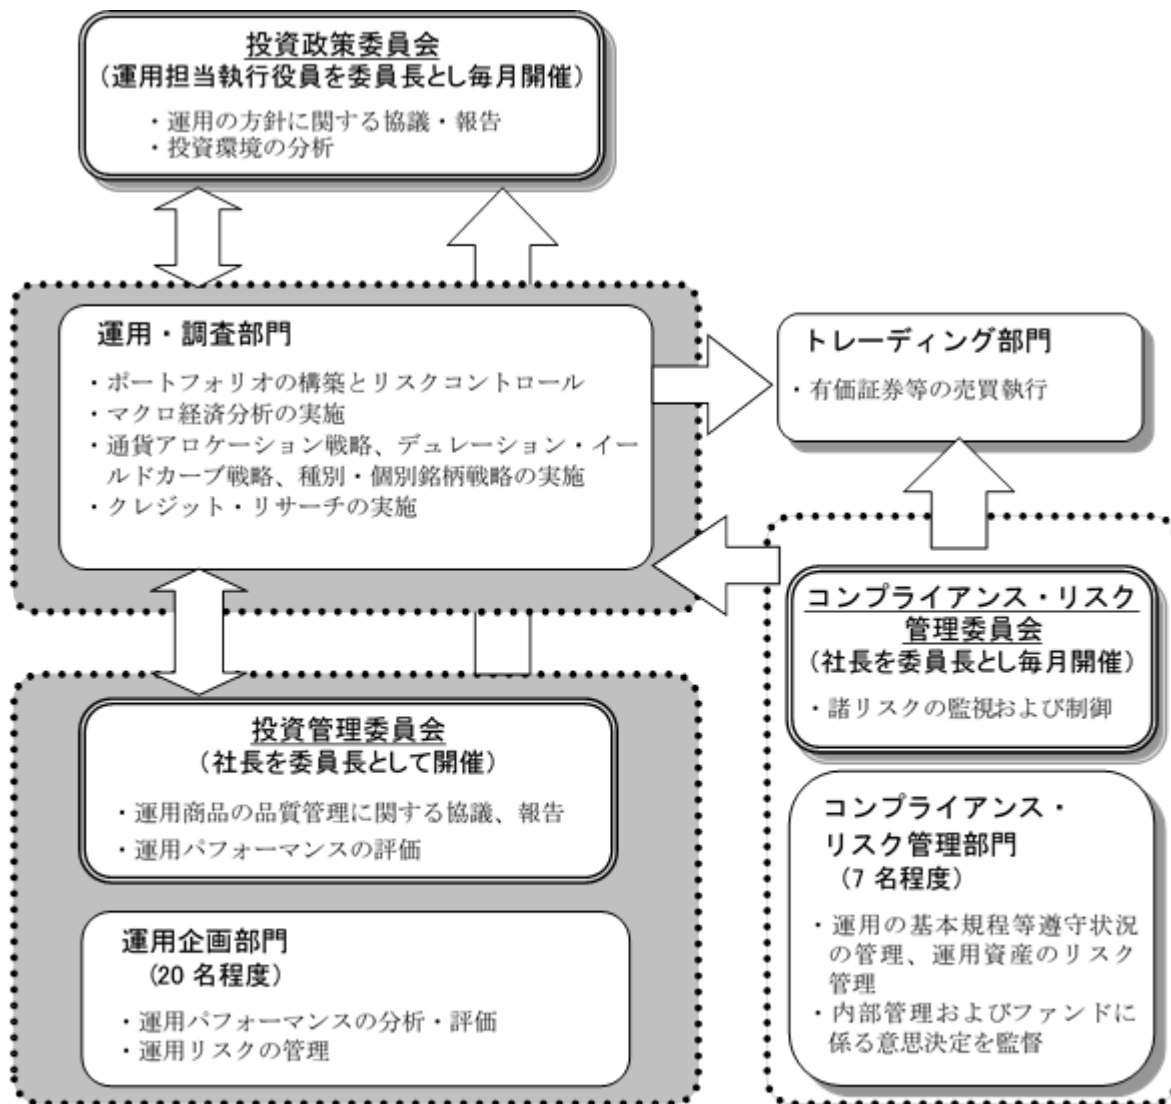 投資政策委員会
(運用担当執行役員を委員長とし毎月開催)
・運用の方針に関する協議・報告
・投資環境の分析
運用・調査部門
・ポートフォリオの構築とリスクコントロール
・マクロ経済分析の実施
・通貨アロケーション戦略、デュレーション・イー
ルドカーブ戦略、種別・個別銘柄戦略の実施
・クレジット・リサーチの実施
トレーディング部門
・有価証券等の売買執行
投資管理委員会
(社長を委員長として開催)
・運用商品の品質管理に関する協議、報告
・運用パフォーマンスの評価
運用企画部門
(20 名程度)
・運用パフォーマンスの分析・評価
・運用リスクの管理
コンプライアンス・リスク
管理委員会
(社長を委員長とし毎月開催)
・諸リスクの監視および制御
コンプライアンス・
リスク管理部門
(7 名程度)
・運用の基本規程等遵守状況
の管理、運用資産のリスク
管理
・内部管理およびファンドに
係る意思決定を監督